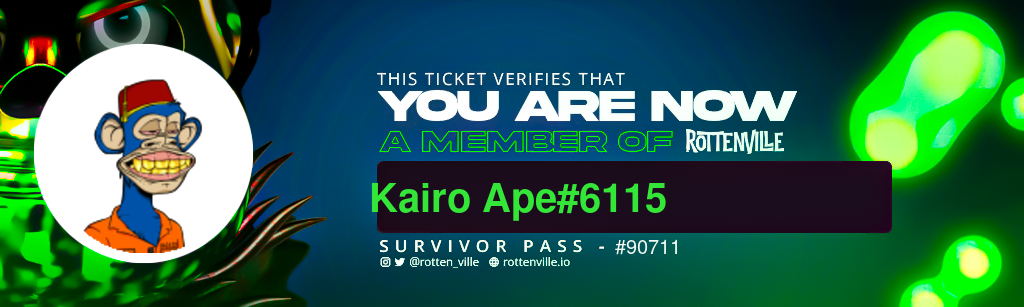 THIS TICKET VERIFIES THAT
YOU ARE NOW
A MEMBER OF ROTTENVILLE
Kairo Ape#6115
SURVIVOR PASS - #90711
@rotten_ville rottenville.io